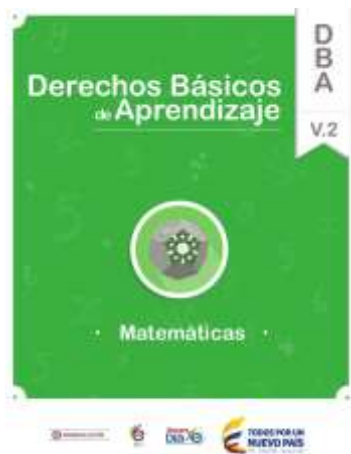 D
B
A
V.2
Derechos Básicos
de Aprendizaje
· Matemáticas ·
TODOS POR UN
NUEVO PAÍS